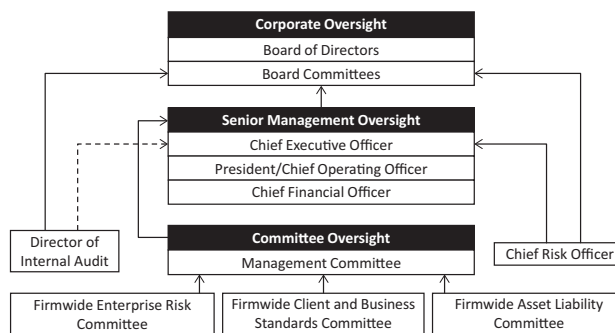 Corporate Oversight
Board of Directors
Board Committees
Senior Management Oversight
Chief Executive Officer
President/Chief Operating Officer
Chief Financial Officer
Director of
Internal Audit
Committee Oversight
Management Committee
Chief Risk Officer
Firmwide Enterprise Risk
Committee
Firmwide Client and Business
Standards Committee
Firmwide Asset Liability
Committee